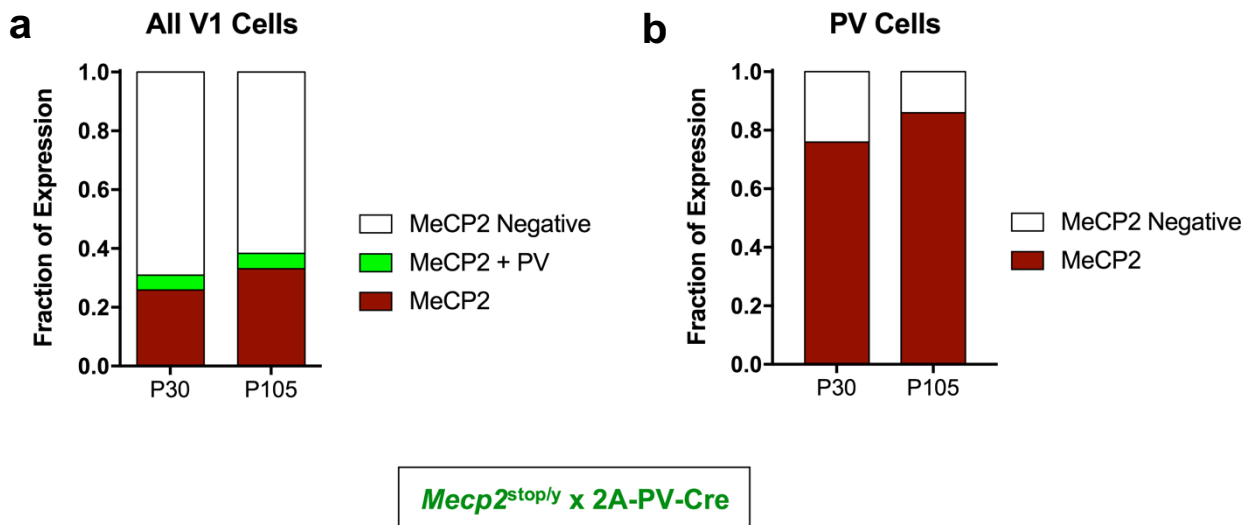 a
All V1 Cells
Fraction of Expression
1.0
0.8
0.6
0.4
0.2
0.0
P30
P105
MeCP2 Negative
MeCP2 + PV
MeCP2
b
PV Cells
Fraction of Expression
1.0
0.8
0.6
0.4
0.2
0.0
P30
P105
MeCP2 Negative
MeCP2
Mecp2stop/y x 2A-PV-Cre